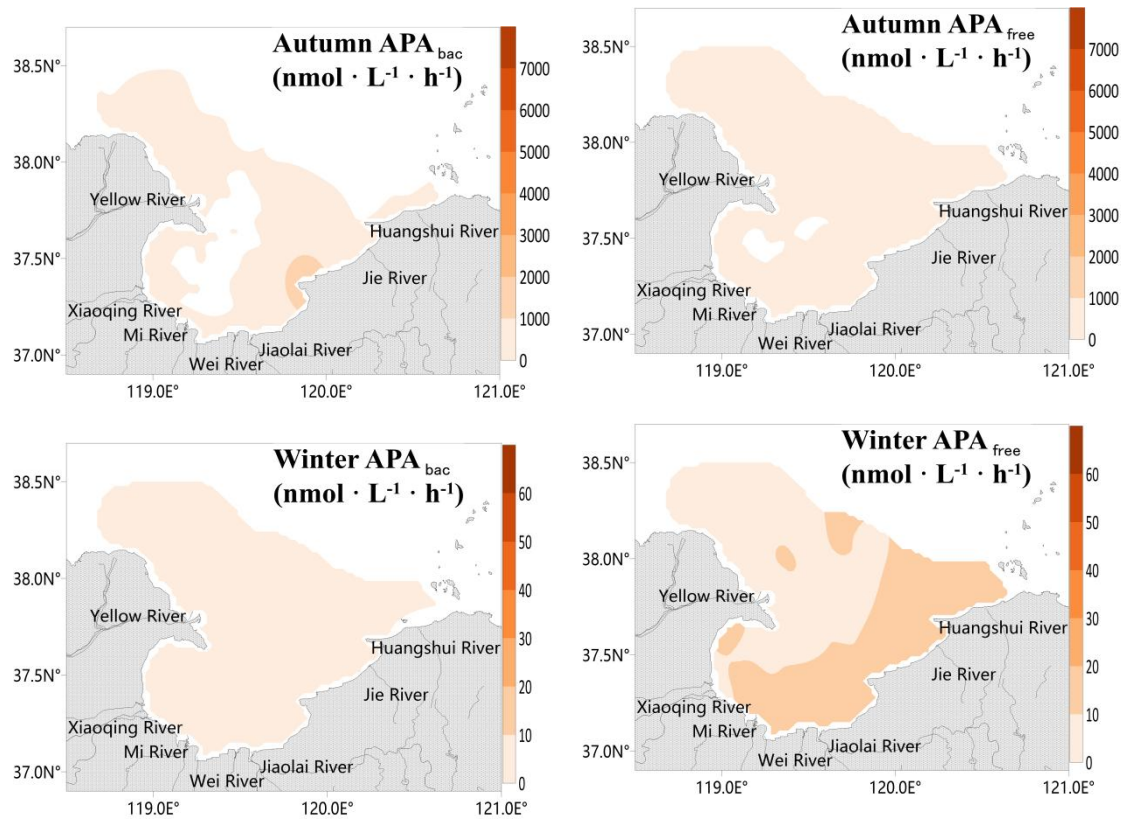 Autumn APA bac
(nmol · L⁻¹ · h⁻¹)
38.5N°
38.0N°
37.5N°
37.0N°
119.0E°
120.0E°
121.0E°
Yellow River
Huangshui River
Jie River
Xiaoqing River
Mi River
Wei River
Jiaolai River
7000
6000
5000
4000
3000
2000
1000
0
Autumn APA free
(nmol · L⁻¹ · h⁻¹)
38.5N°
38.0N°
37.5N°
37.0N°
119.0E°
120.0E°
121.0E°
Yellow River
Huangshui River
Jie River
Xiaoqing River
Mi River
Wei River
Jiaolai River
7000
6000
5000
4000
3000
2000
1000
0
Winter APA bac
(nmol · L⁻¹ · h⁻¹)
38.5N°
38.0N°
37.5N°
37.0N°
119.0E°
120.0E°
121.0E°
Yellow River
Huangshui River
Jie River
Xiaoqing River
Mi River
Wei River
Jiaolai River
60
50
40
30
20
10
0
Winter APA free
(nmol · L⁻¹ · h⁻¹)
38.5N°
38.0N°
37.5N°
37.0N°
119.0E°
120.0E°
121.0E°
Yellow River
Huangshui River
Jie River
Xiaoqing River
Mi River
Wei River
Jiaolai River
60
50
40
30
20
10
0